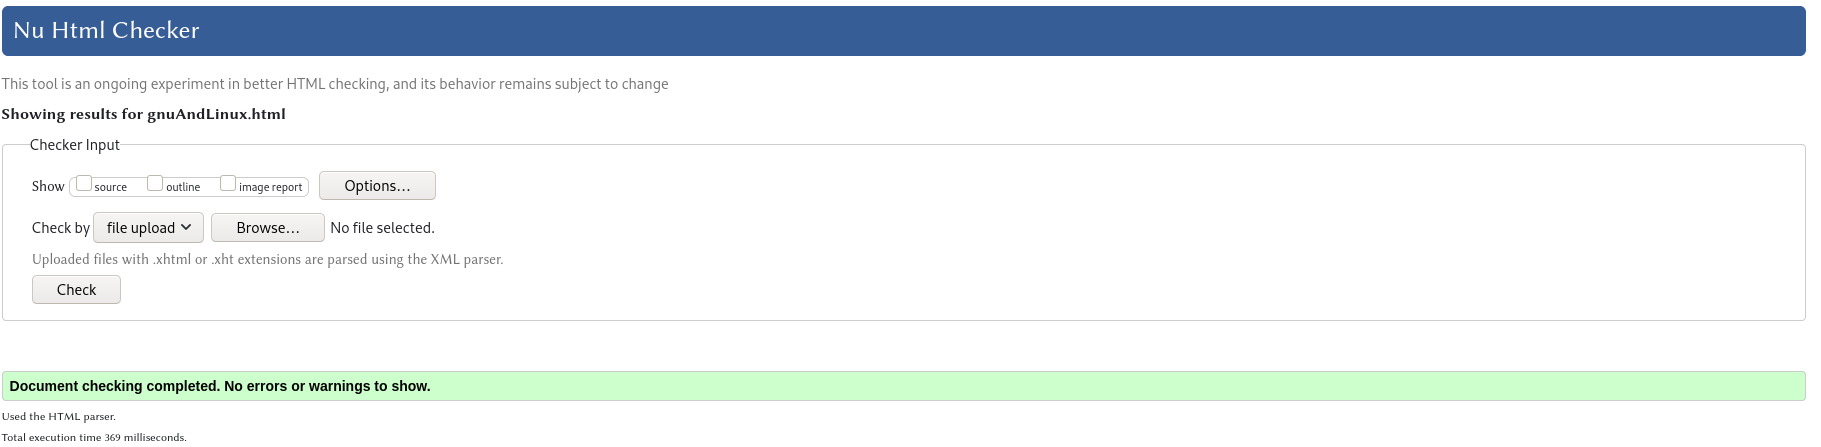 Nu Html Checker
This tool is an ongoing experiment in better HTML checking, and its behavior remains subject to change
Showing results for gnuAndLinux.html
Checker Input
Show source outline image report Options...
Check by file upload Browse... No file selected.
Uploaded files with .xhtml or .xht extensions are parsed using the XML parser.
Check
Document checking completed. No errors or warnings to show.
Used the HTML parser.
Total execution time 369 milliseconds.